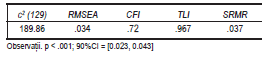 c² (129) RMSEA CFI TLI SRMR
189.86 .034 .72 .967 .037
Observații. p < .001; 90%CI = [0.023, 0.043]